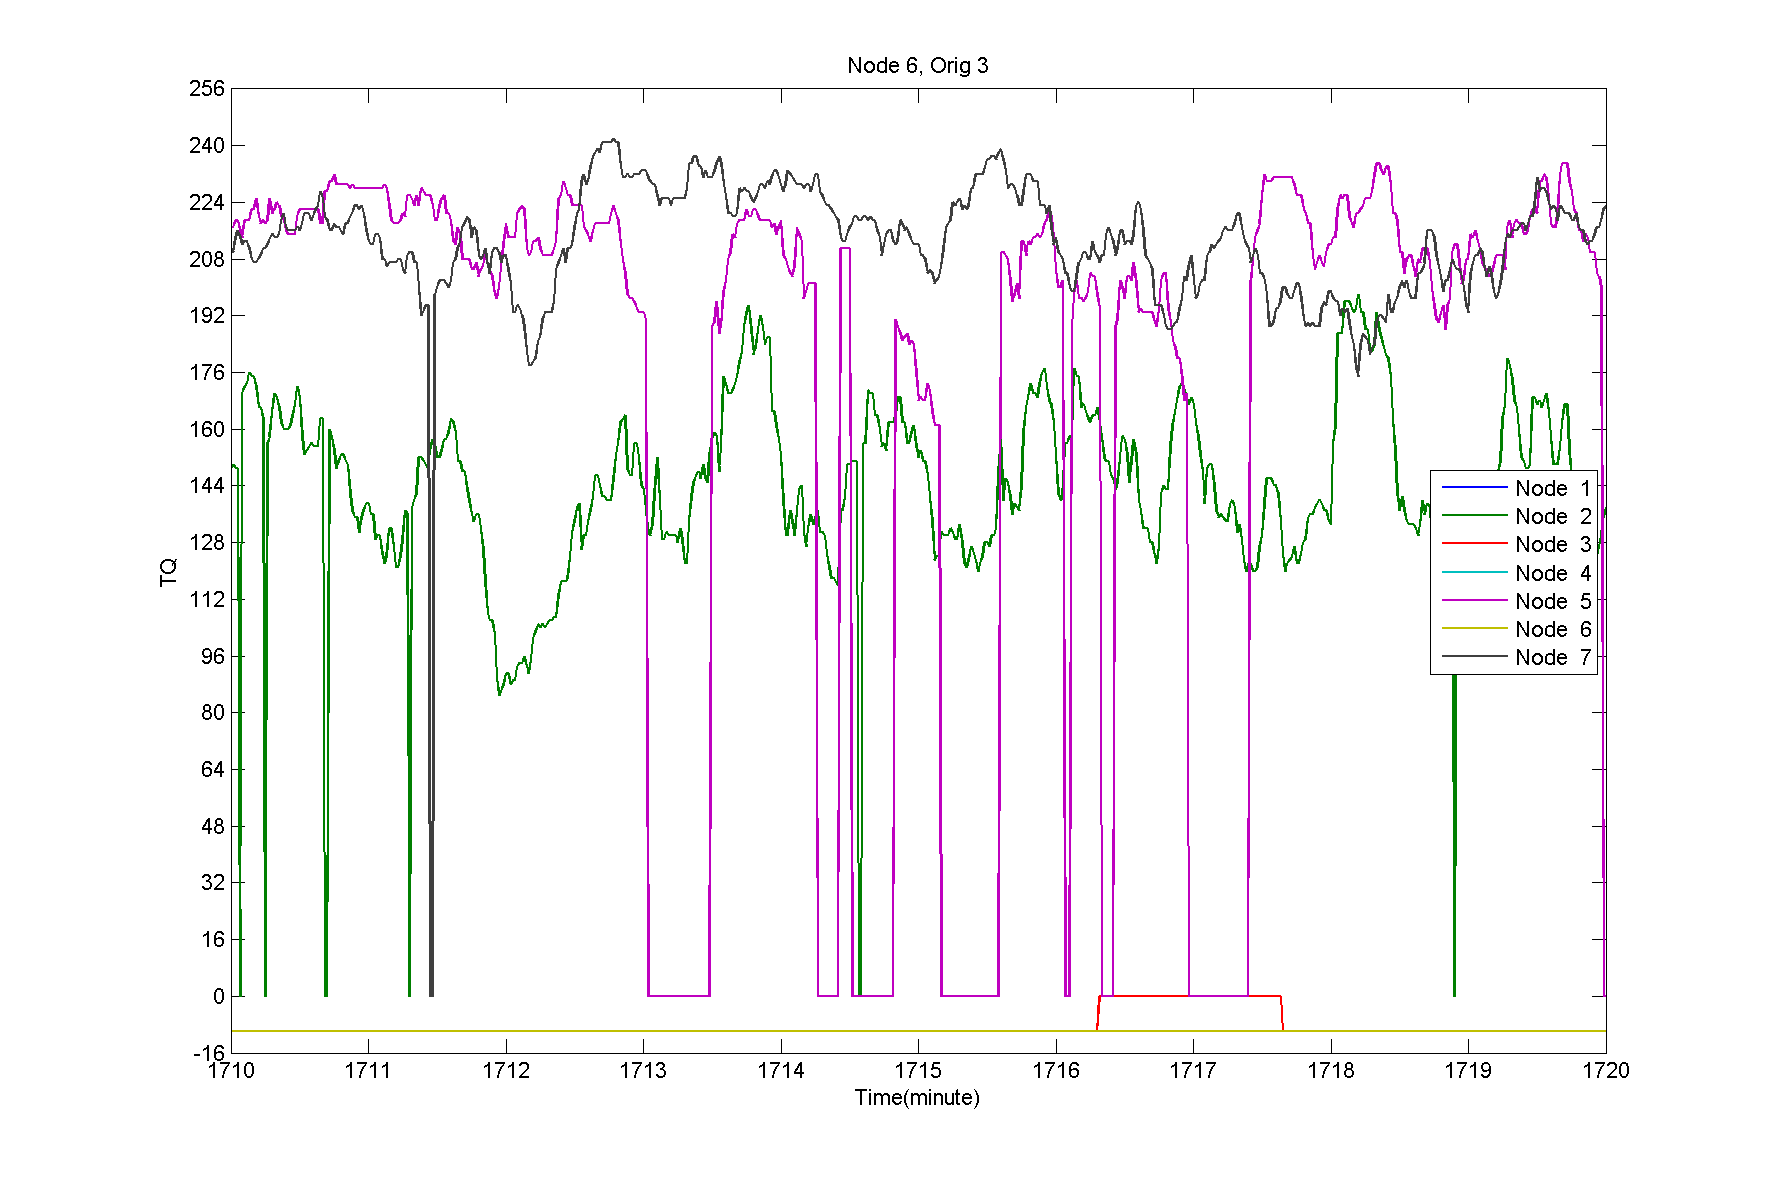 Node 6, Orig 3
256
240
224
208
192
176
160
144
128
112
96
80
64
48
32
16
0
-16
TQ
Node 1
Node 2
Node 3
Node 4
Node 5
Node 6
Node 7
1710 1711 1712 1713 1714 1715 1716 1717 1718 1719 1720
Time(minute)